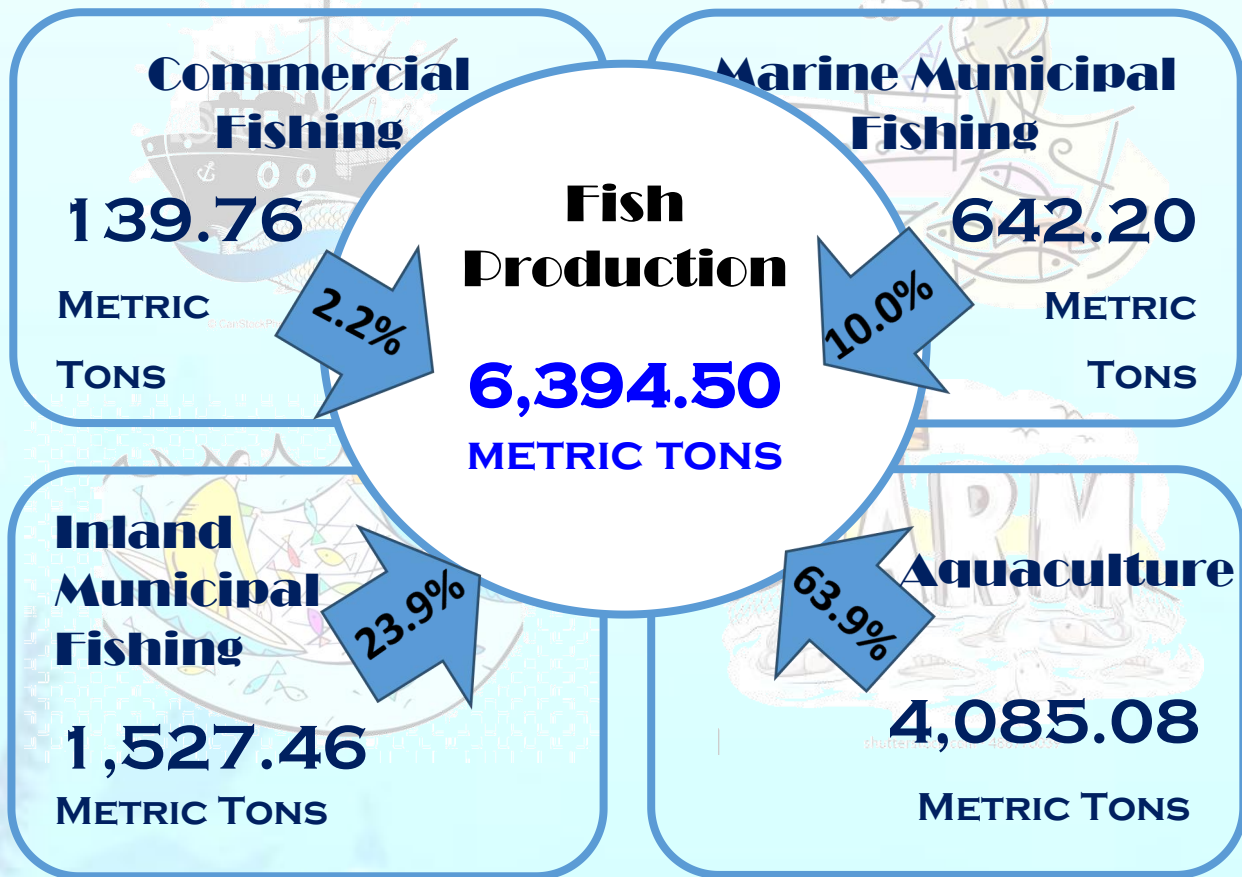 Commercial
Fishing
139.76
Metric
Tons
2.2%
Marine Municipal
Fishing
642.20
Metric
Tons
10.0%
Fish
Production
6,394.50
METRIC TONS
Inland
Municipal
Fishing
1,527.46
Metric Tons
23.9%
Aquaculture
4,085.08
Metric Tons
63.9%
ARM